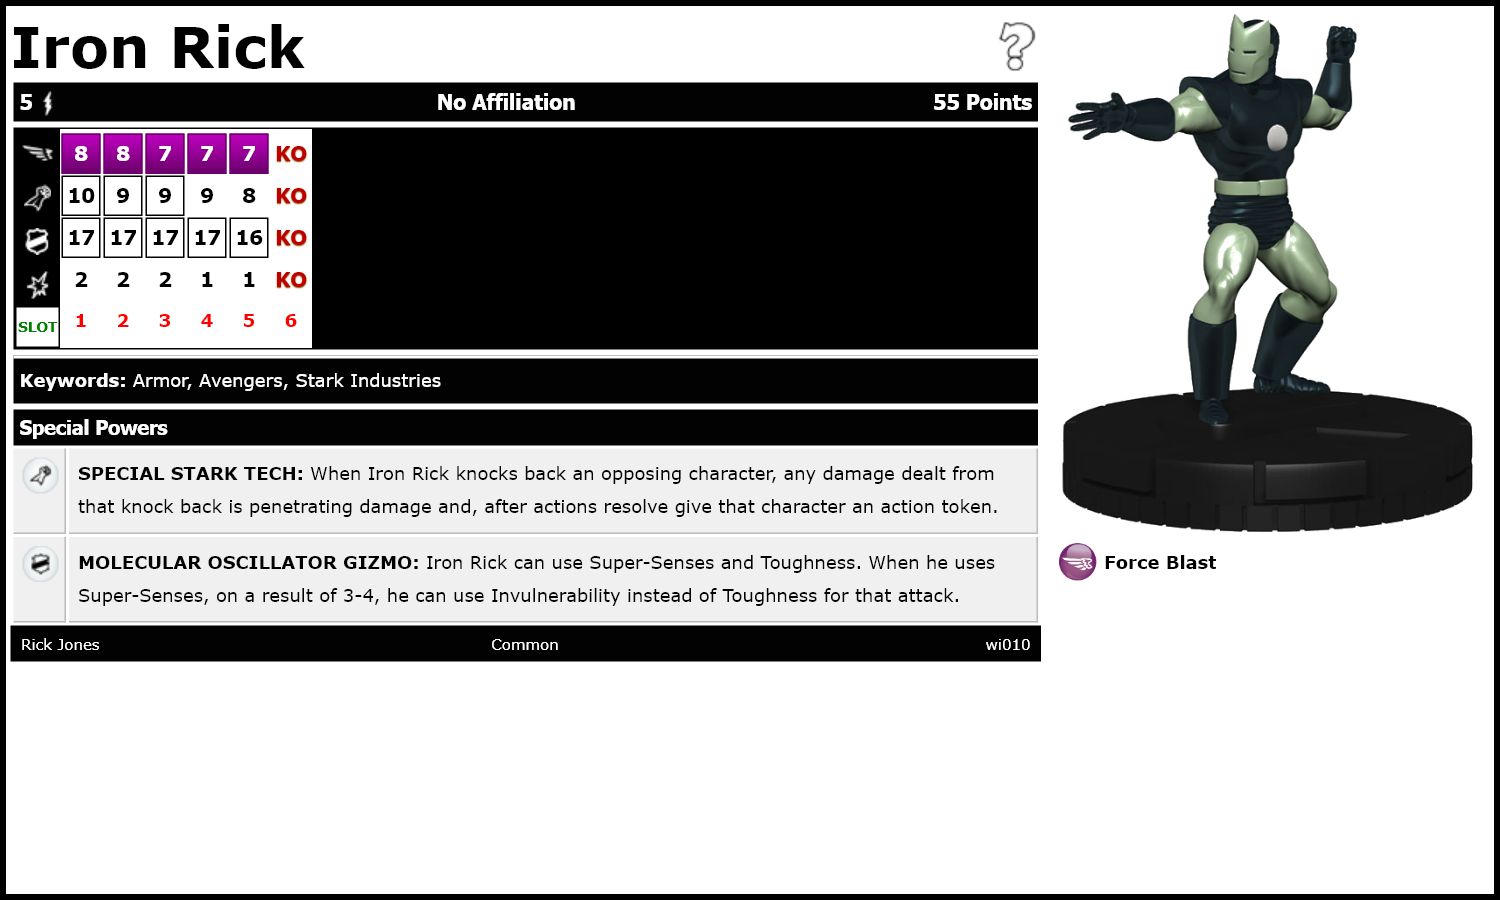 Iron Rick
5 No Affiliation 55 Points
8 8 7 7 7 KO
10 9 9 9 8 KO
17 17 17 17 16 KO
2 2 2 1 1 KO
SLOT 1 2 3 4 5 6
Keywords: Armor, Avengers, Stark Industries
Special Powers
SPECIAL STARK TECH: When Iron Rick knocks back an opposing character, any damage dealt from
that knock back is penetrating damage and, after actions resolve give that character an action token.
MOLECULAR OSCILLATOR GIZMO: Iron Rick can use Super-Senses and Toughness. When he uses
Super-Senses, on a result of 3-4, he can use Invulnerability instead of Toughness for that attack.
Rick Jones Common wi010
Force Blast